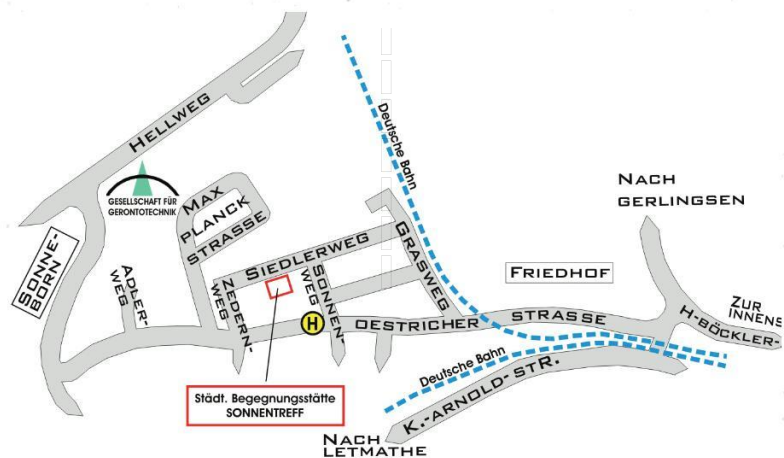 HELLWEG
GESELLSCHAFT FÜR
GERONTOTECHNIK
MAX
PLANCK
STRASSE
SONNE-
BORN
ADLER-
WEG
SIEDLERWEG
NEDERN-
WEG
SONNEN-
WEG
GRASWEG
Deutsche Bahn
NACH
GERLINGSEN
FRIEDHOF
ZUR
INNENS
H-BÖCKLER-
H
OESTRICHER STRASSE
Deutsche Bahn
K.-ARNOLD-STR.
NACH
LETMATHE
Städt. Begegnungsstätte
SONNENTREFF